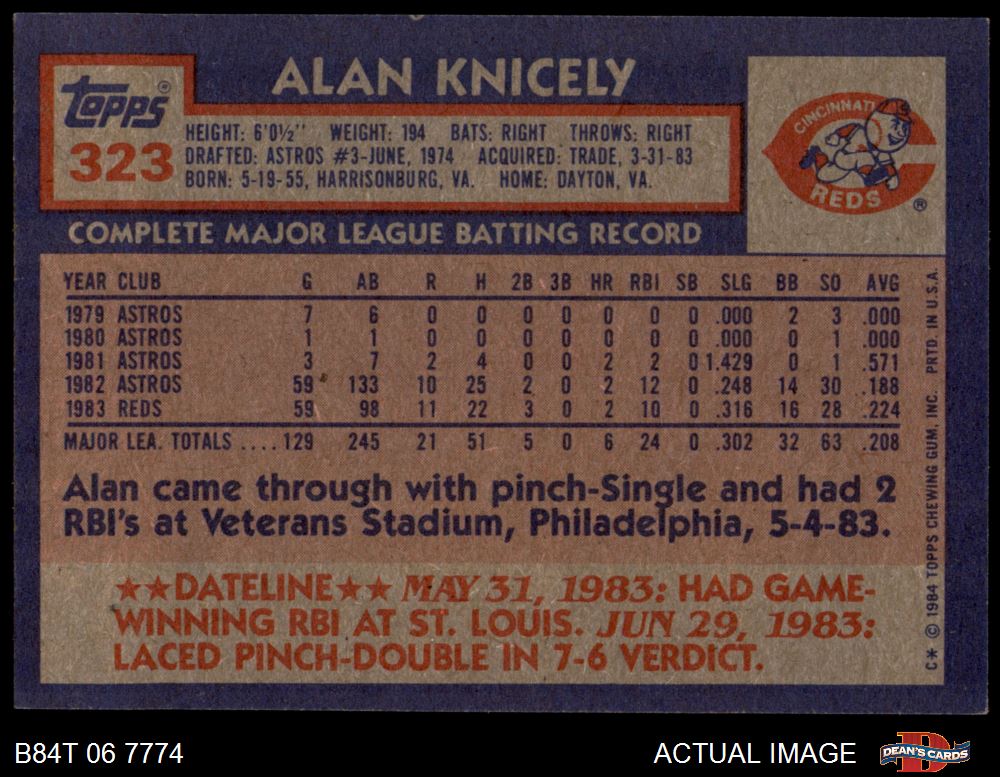 ALAN KNICELY
Topps®
323
HEIGHT: 6'0½" WEIGHT: 194 BATS: RIGHT THROWS: RIGHT
DRAFTED: ASTROS #3-JUNE, 1974 ACQUIRED: TRADE, 3-31-83
BORN: 5-19-55, HARRISONBURG, VA. HOME: DAYTON, VA.
CINCINNATI
REDS
®
COMPLETE MAJOR LEAGUE BATTING RECORD
YEAR CLUB G AB R H 2B 3B HR RBI SB SLG BB SO AVG
1979 ASTROS 7 6 0 0 0 0 0 0 0 .000 2 3 .000
1980 ASTROS 1 1 0 0 0 0 0 0 0 .000 0 1 .000
1981 ASTROS 3 7 2 4 0 0 2 2 0 1.429 0 1 .571
1982 ASTROS 59 133 10 25 2 0 2 12 0 .248 14 30 .188
1983 REDS 59 98 11 22 3 0 2 10 0 .316 16 28 .224
MAJOR LEA. TOTALS ....129 245 21 51 5 0 6 24 0 .302 32 63 .208
Alan came through with pinch-Single and had 2
RBI's at Veterans Stadium, Philadelphia, 5-4-83.
★★DATELINE★★ MAY 31, 1983: HAD GAME-
WINNING RBI AT ST. LOUIS. JUN 29, 1983:
LACED PINCH-DOUBLE IN 7-6 VERDICT.
C* © 1984 TOPPS CHEWING GUM, INC. PRTD. IN U.S.A.
B84T 06 7774
ACTUAL IMAGE
DEAN'S CARDS